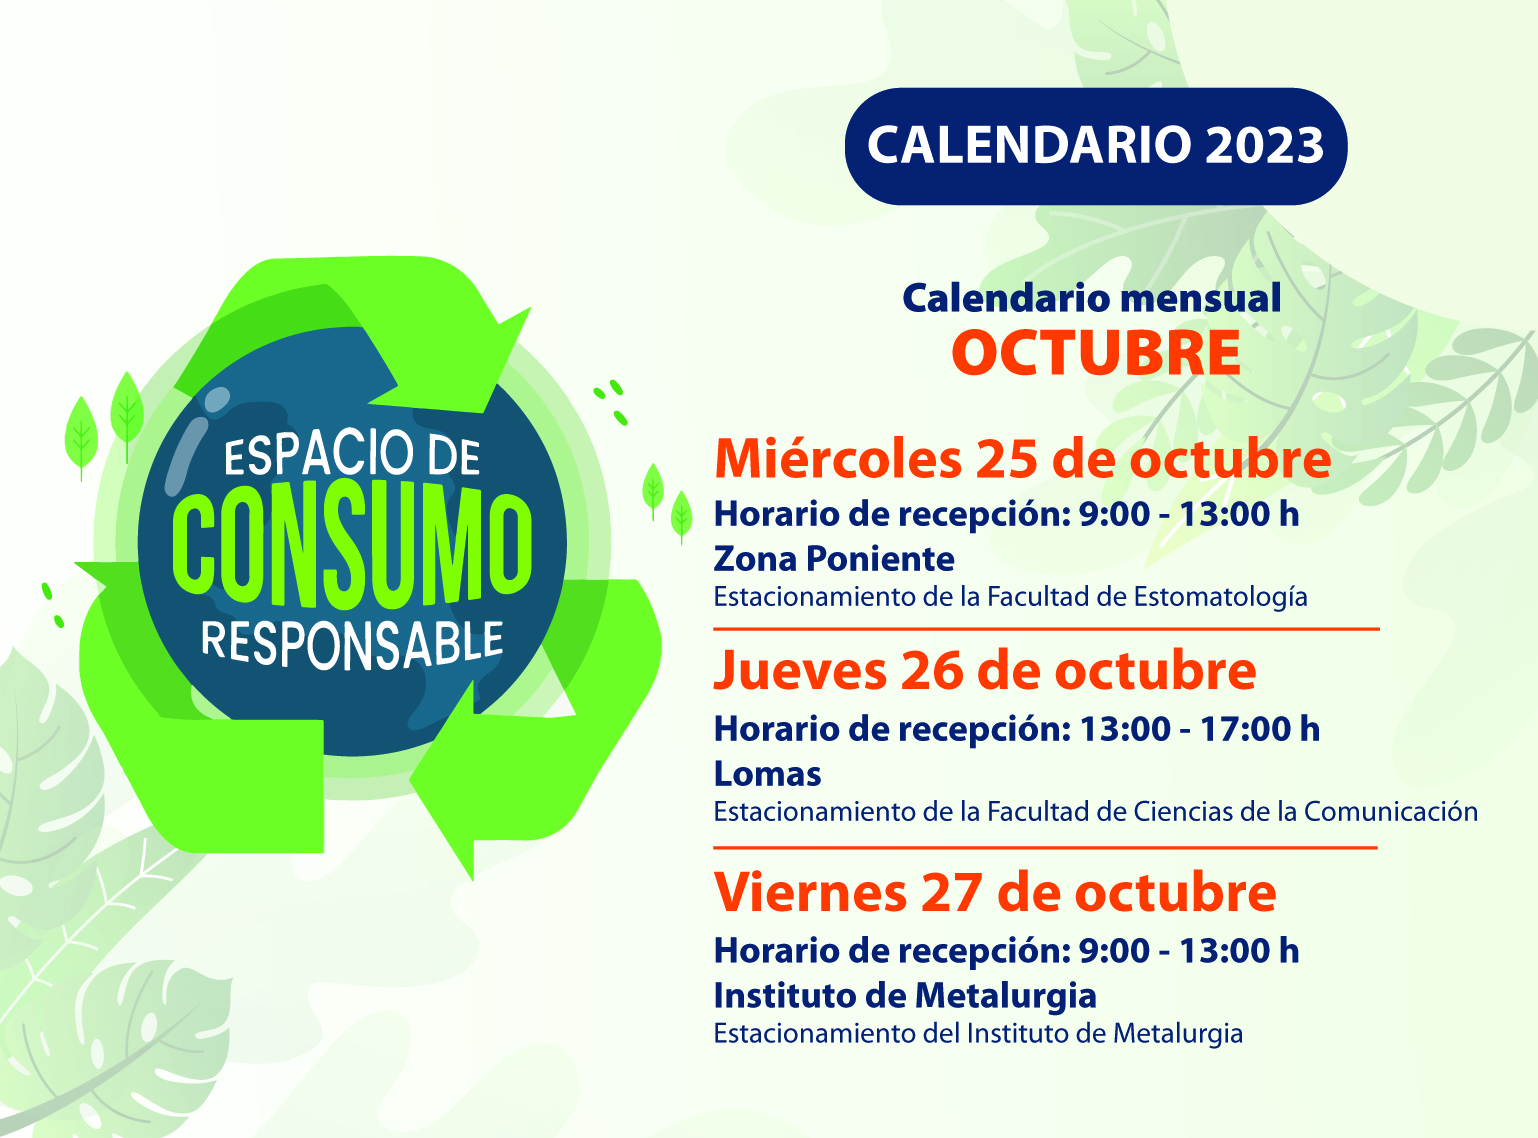 CALENDARIO 2023
Calendario mensual
OCTUBRE
ESPACIO DE
CONSUMO
RESPONSABLE
Miércoles 25 de octubre
Horario de recepción: 9:00 - 13:00 h
Zona Poniente
Estacionamiento de la Facultad de Estomatología
Jueves 26 de octubre
Horario de recepción: 13:00 - 17:00 h
Lomas
Estacionamiento de la Facultad de Ciencias de la Comunicación
Viernes 27 de octubre
Horario de recepción: 9:00 - 13:00 h
Instituto de Metalurgia
Estacionamiento del Instituto de Metalurgia